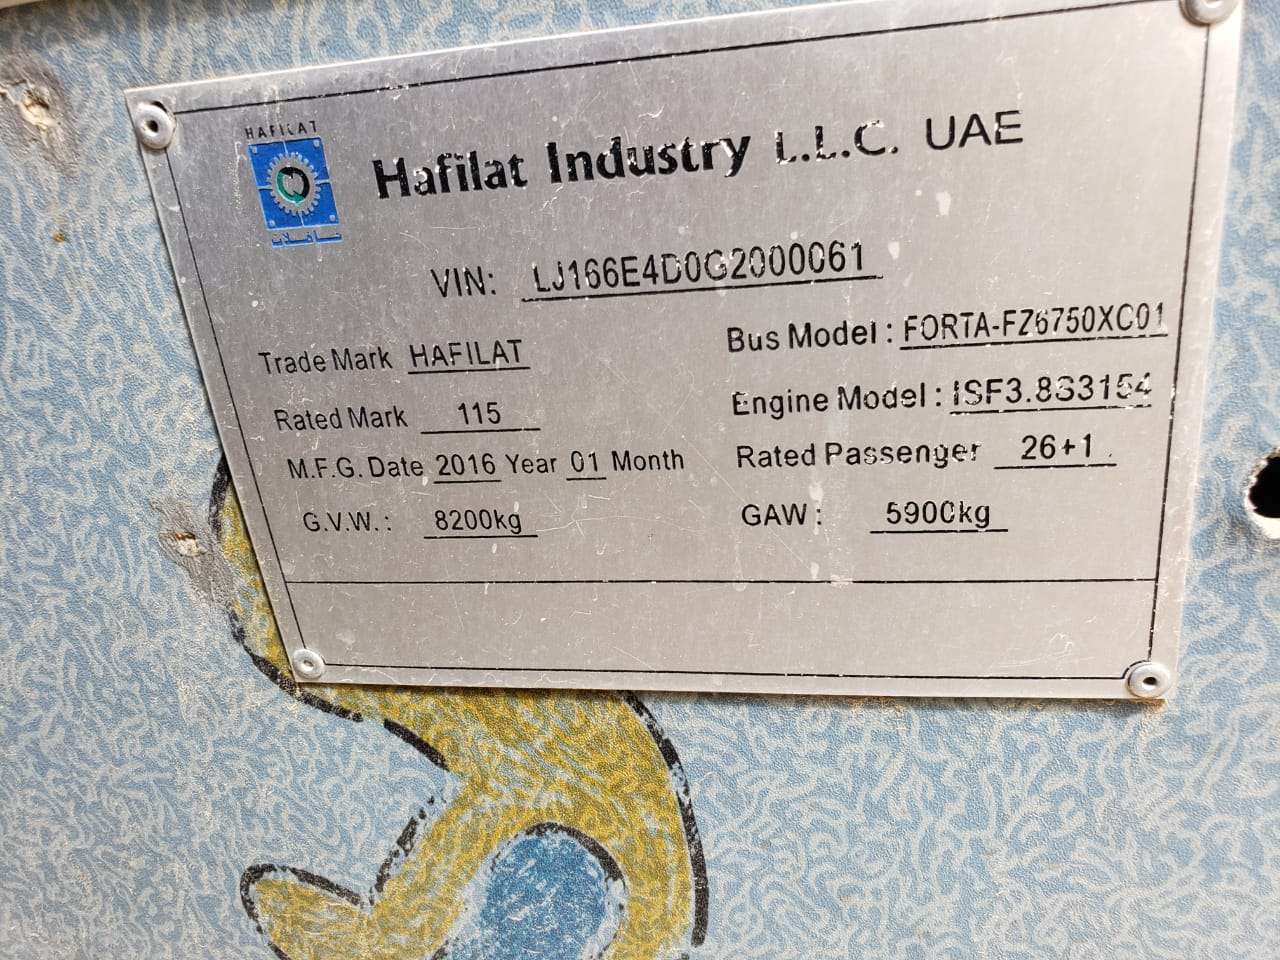 HAFILAT
حافلات
Hafilat Industry L.L.C. UAE
VIN: LJ166E4D0G2000061
Trade Mark HAFILAT
Bus Model : FORTA-FZ6750XC01
Rated Mark 115
Engine Model : ISF3.8S3154
M.F.G. Date 2016 Year 01 Month
Rated Passenger 26+1
G.V.W. : 8200kg
GAW : 5900kg